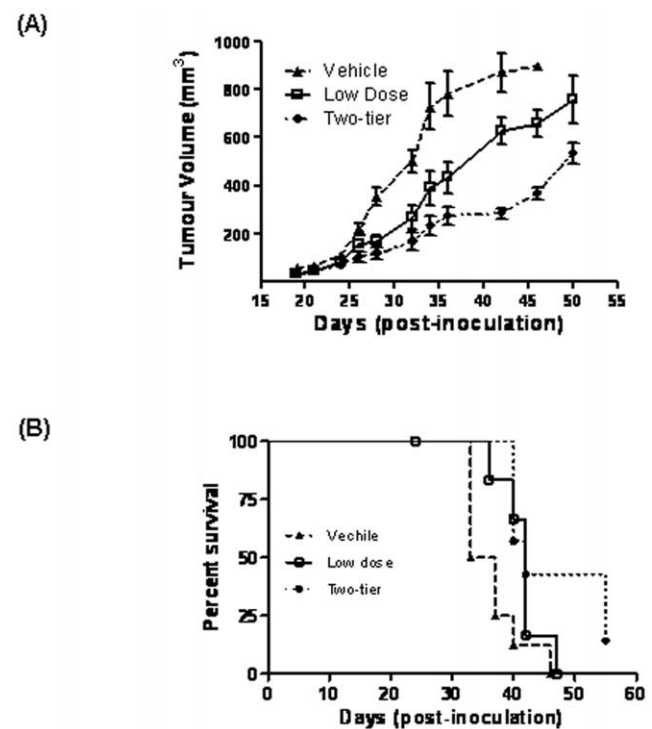 (A)
Tumour Volume (mm³)
1000
800
600
400
200
Vehicle
Low Dose
Two-tier
15 20 25 30 35 40 45 50 55
Days (post-inoculation)
(B)
Percent survival
100
75
50
25
0
Vechile
Low dose
Two-tier
0 10 20 30 40 50 60
Days (post-inoculation)